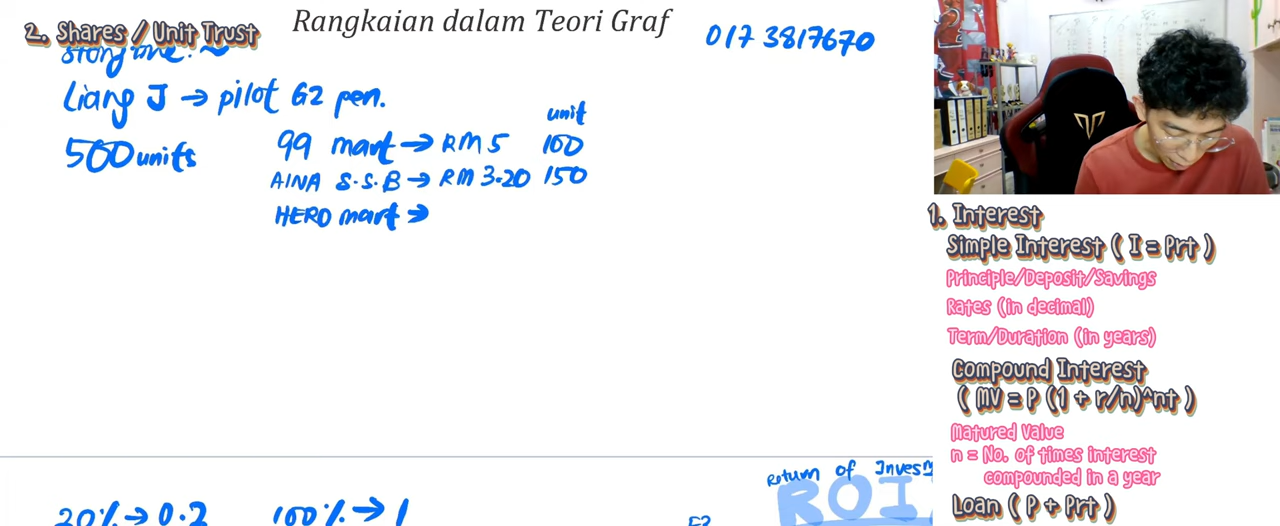 Rangkaian dalam Teori Graf
2. Shares / Unit Trust
017 3817670
storyline: ~
Liang J → pilot G2 pen.
unit
500 units
99 mart → RM 5 100
AINA S.S.B → RM 3.20 150
HERO mart →
1. Interest
Simple Interest ( I = Prt )
Principle/Deposit/Savings
Rates (in decimal)
Term/Duration (in years)
Compound Interest
( MV = P (1 + r/n)^nt )
Matured Value
n = No. of times interest
compounded in a year
Loan ( P + Prt )
Return of Invesm
ROI
20% → 0.2 100% → 1